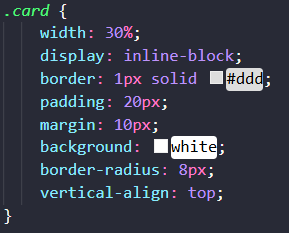 .card {
    width: 30%;
    display: inline-block;
    border: 1px solid #ddd;
    padding: 20px;
    margin: 10px;
    background: white;
    border-radius: 8px;
    vertical-align: top;
}